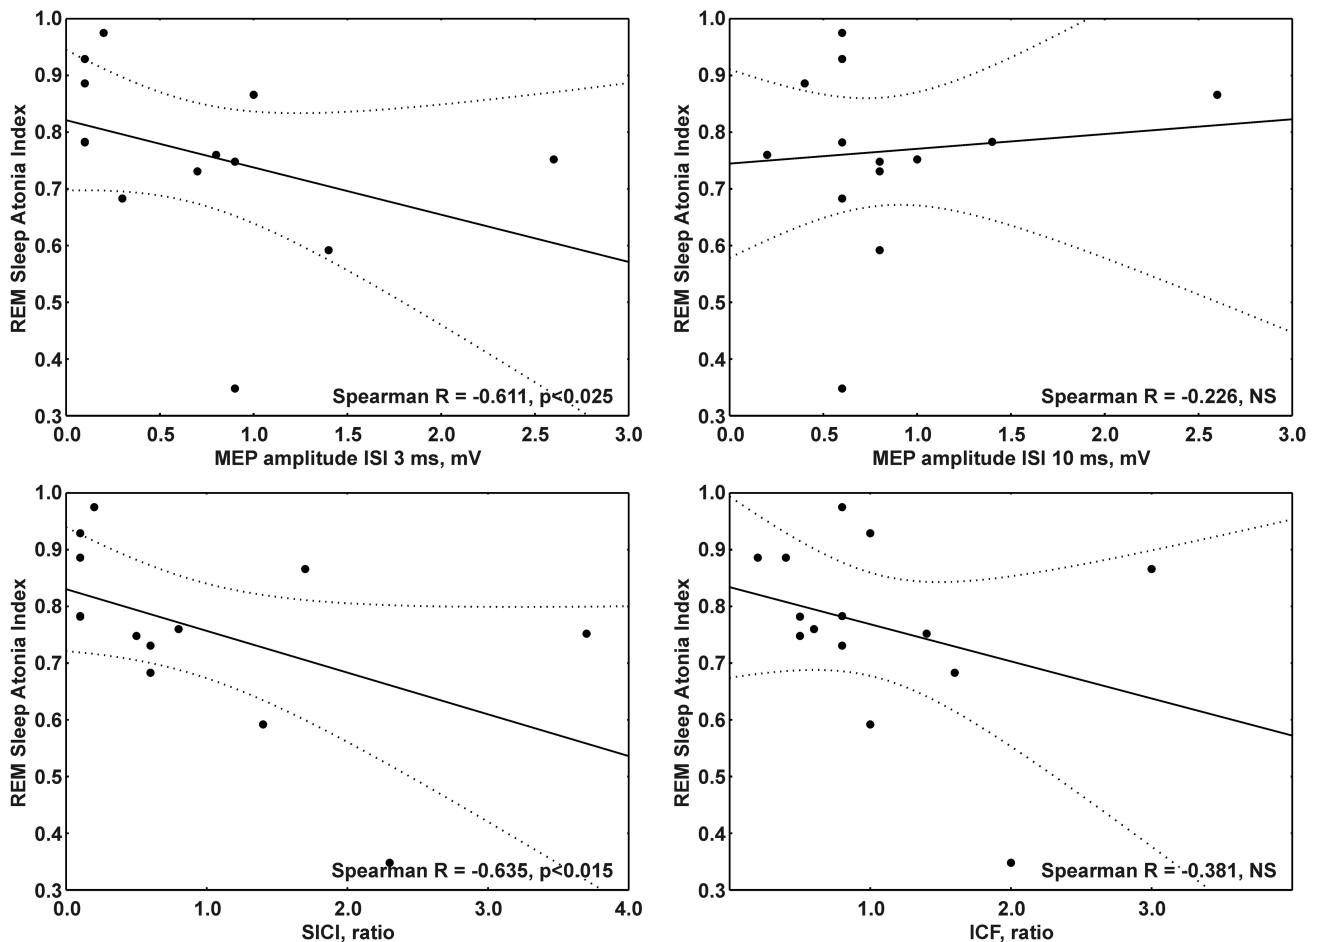 REM Sleep Atonia Index
1.0
0.9
0.8
0.7
0.6
0.5
0.4
0.3
Spearman R = -0.611, p<0.025
0.0 0.5 1.0 1.5 2.0 2.5 3.0
MEP amplitude ISI 3 ms, mV
REM Sleep Atonia Index
1.0
0.9
0.8
0.7
0.6
0.5
0.4
0.3
Spearman R = -0.226, NS
0.0 0.5 1.0 1.5 2.0 2.5 3.0
MEP amplitude ISI 10 ms, mV
REM Sleep Atonia Index
1.0
0.9
0.8
0.7
0.6
0.5
0.4
0.3
Spearman R = -0.635, p<0.015
0.0 1.0 2.0 3.0 4.0
SICI, ratio
REM Sleep Atonia Index
1.0
0.9
0.8
0.7
0.6
0.5
0.4
0.3
Spearman R = -0.381, NS
1.0 2.0 3.0
ICF, ratio